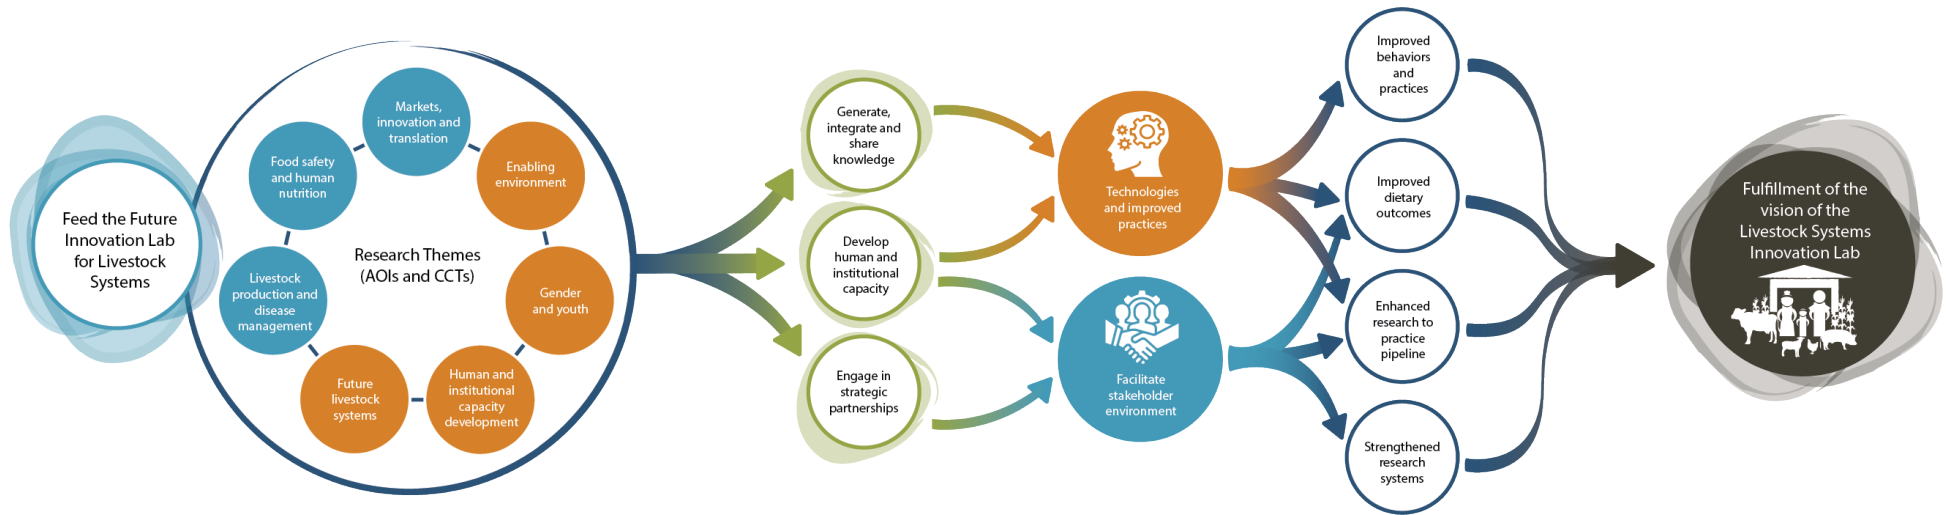 Feed the Future
Innovation Lab
for Livestock
Systems
Markets,
innovation and
translation
Food safety
and human
nutrition
Enabling
environment
Research Themes
(AOIs and CCTs)
Livestock
production and
disease
management
Gender
and youth
Future
livestock
systems
Human and
institutional
capacity
development
Generate,
integrate and
share
knowledge
Develop
human and
institutional
capacity
Engage in
strategic
partnerships
Technologies
and improved
practices
Facilitate
stakeholder
environment
Improved
behaviors
and
practices
Improved
dietary
outcomes
Enhanced
research to
practice
pipeline
Strengthened
research
systems
Fulfillment of the
vision of the
Livestock Systems
Innovation Lab